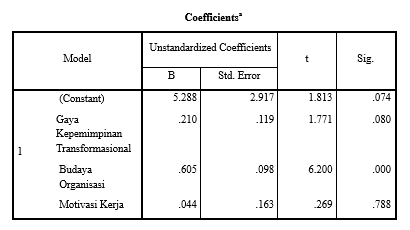 Coefficientsᵃ
Model Unstandardized Coefficients t Sig.
B Std. Error
1 (Constant) 5.288 2.917 1.813 .074
Gaya Kepemimpinan Transformasional .210 .119 1.771 .080
Budaya Organisasi .605 .098 6.200 .000
Motivasi Kerja .044 .163 .269 .788